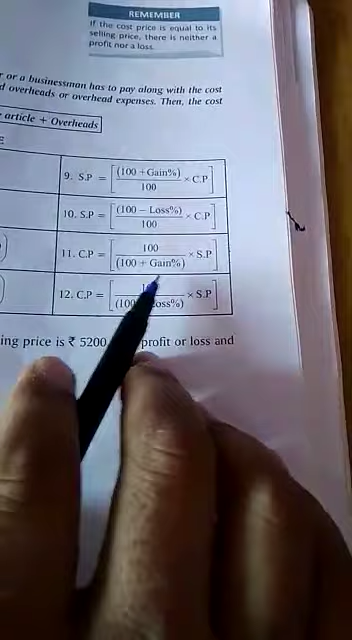 REMEMBER
If the cost price is equal to its
selling price, there is neither a
profit nor a loss.
or a businessman has to pay along with the cost
overheads or overhead expenses. Then, the cost
article + Overheads
9. S.P = [(100 + Gain%)/100 × C.P]
10. S.P = [(100 − Loss%)/100 × C.P]
11. C.P = [100/(100 + Gain%) × S.P]
12. C.P = [ (100 Loss%) × S.P]
ing price is ₹ 5200 profit or loss and